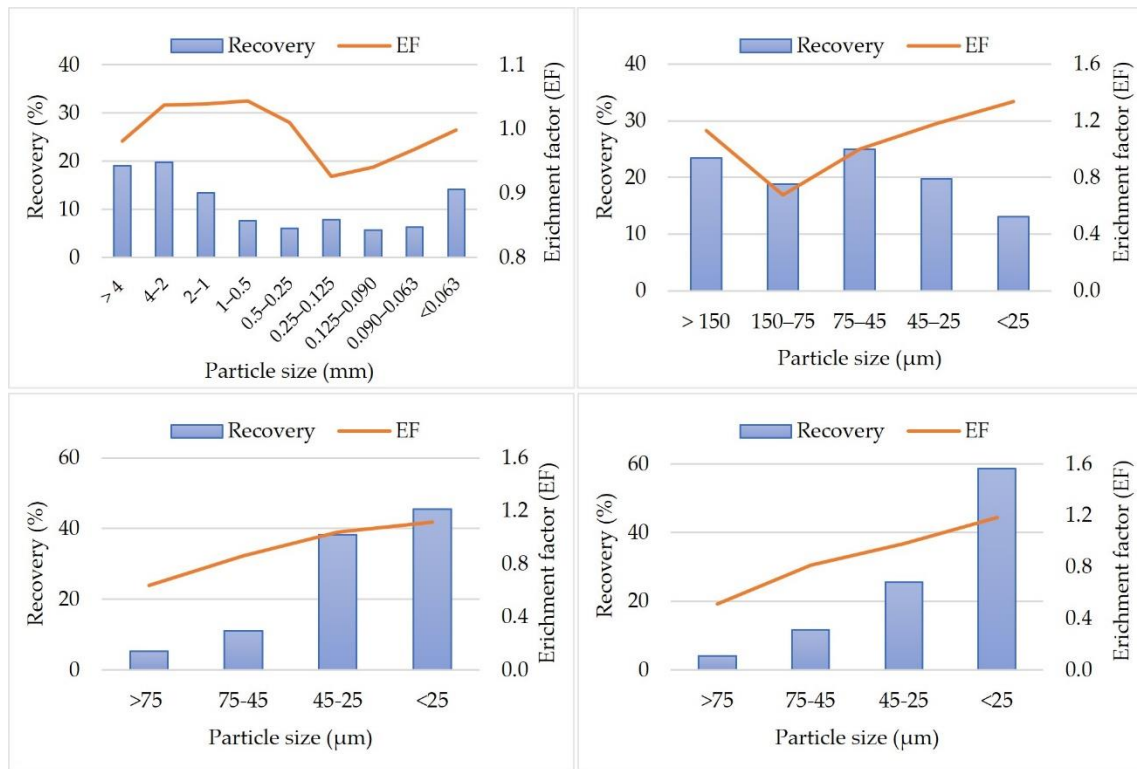 Recovery EF
Recovery (%)
40
30
20
10
0
1.1
1.0
0.9
0.8
Erichment factor (EF)
> 4
4–2
2–1
1–0.5
0.5–0.25
0.25–0.125
0.125–0.090
0.090–0.063
<0.063
Particle size (mm)
Recovery EF
Recovery (%)
40
30
20
10
0
1.6
1.2
0.8
0.4
0.0
Erichment factor (EF)
> 150 150–75 75–45 45–25 <25
Particle size (µm)
Recovery EF
Recovery (%)
60
40
20
0
1.6
1.2
0.8
0.4
0.0
Erichment factor (EF)
>75 75-45 45-25 <25
Particle size (µm)
Recovery EF
Recovery (%)
60
40
20
0
1.6
1.2
0.8
0.4
0.0
Erichment factor (EF)
>75 75-45 45-25 <25
Particle size (µm)